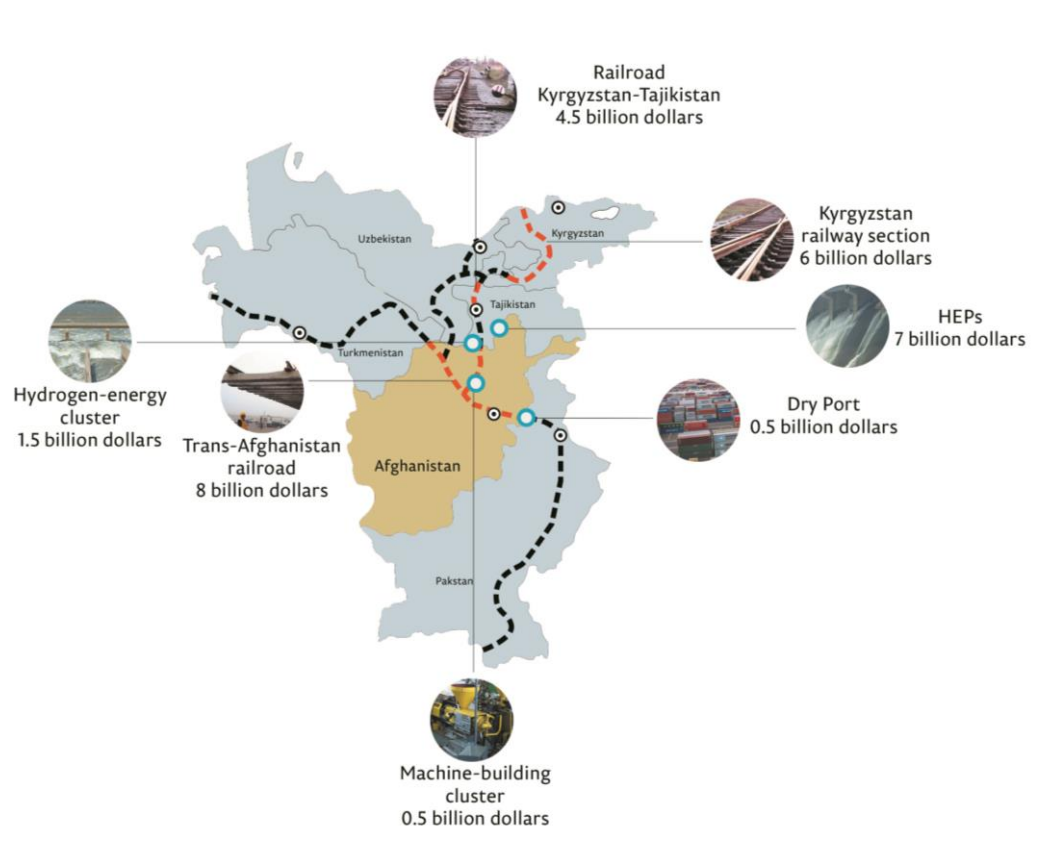 Railroad
Kyrgyzstan-Tajikistan
4.5 billion dollars
Kyrgyzstan
railway section
6 billion dollars
Uzbekistan
Kyrgyzstan
Tajikistan
HEPs
7 billion dollars
Turkmenistan
Hydrogen-energy
cluster
1.5 billion dollars
Trans-Afghanistan
railroad
8 billion dollars
Dry Port
0.5 billion dollars
Afghanistan
Pakstan
Machine-building
cluster
0.5 billion dollars